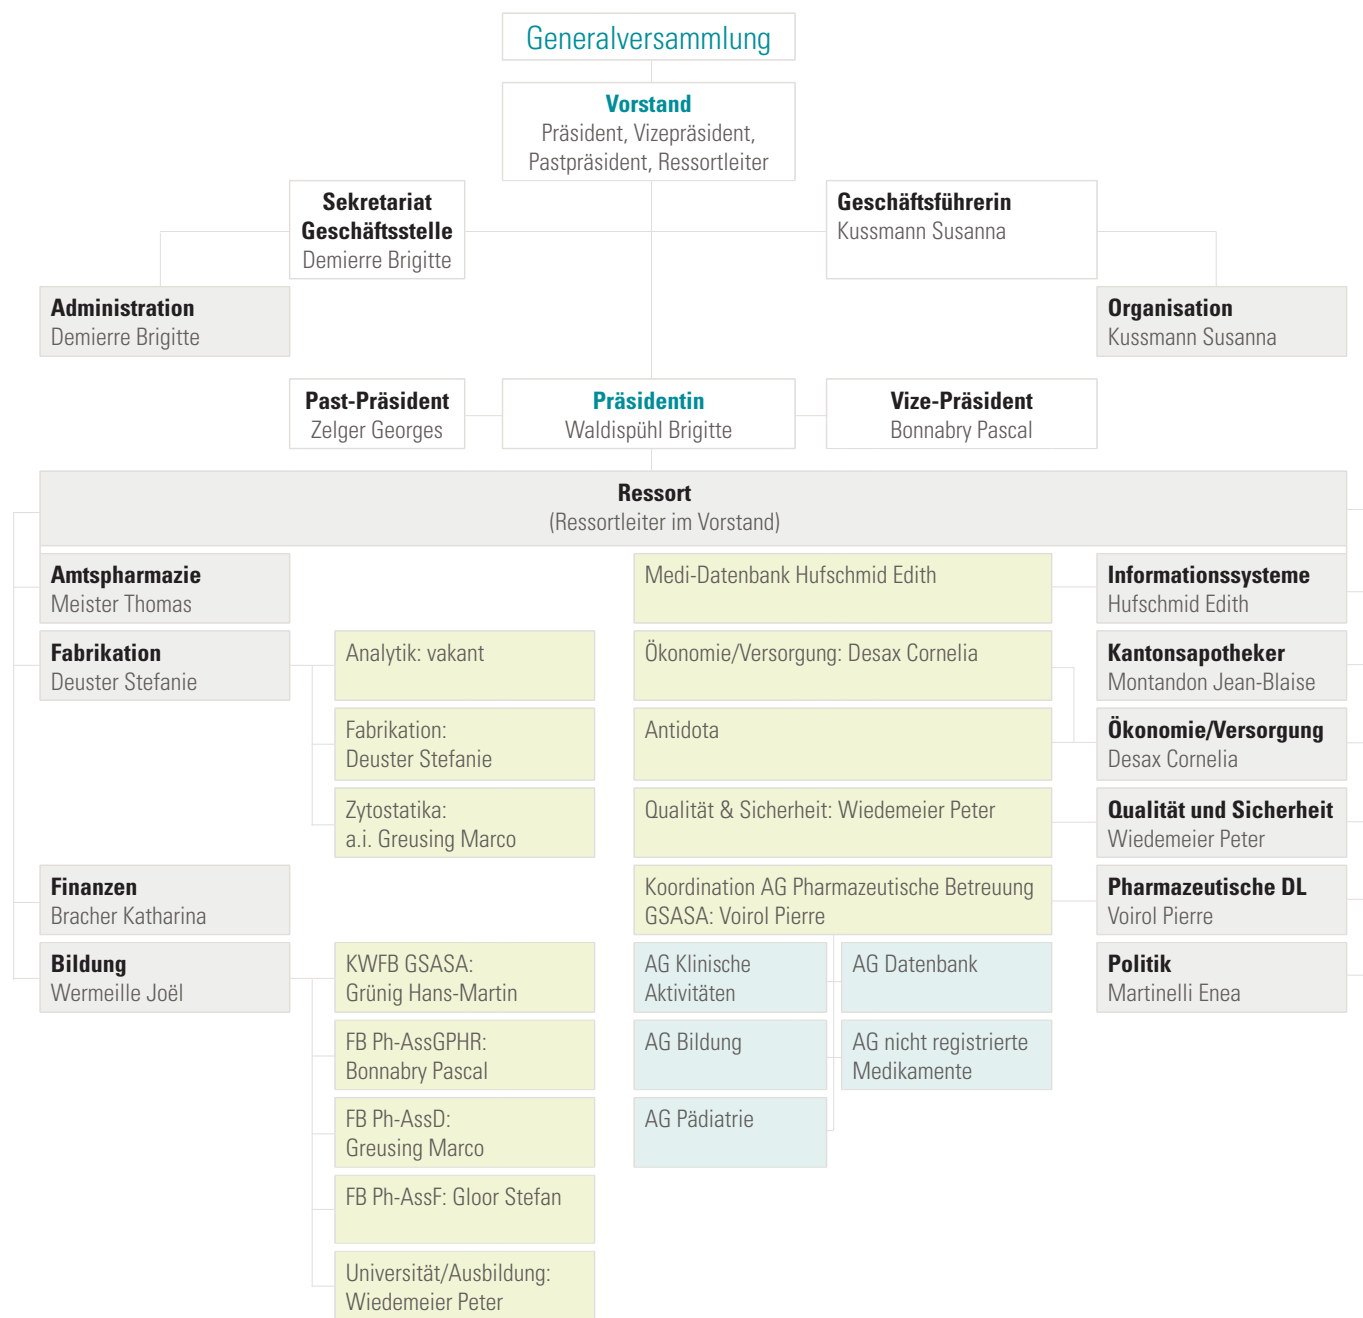 Generalversammlung
Vorstand
Präsident, Vizepräsident,
Pastpräsident, Ressortleiter
Sekretariat
Geschäftsstelle
Demierre Brigitte
Geschäftsführerin
Kussmann Susanna
Administration
Demierre Brigitte
Organisation
Kussmann Susanna
Past-Präsident
Zelger Georges
Präsidentin
Waldispühl Brigitte
Vize-Präsident
Bonnabry Pascal
Ressort
(Ressortleiter im Vorstand)
Amtspharmazie
Meister Thomas
Medi-Datenbank Hufschmid Edith
Informationssysteme
Hufschmid Edith
Fabrikation
Deuster Stefanie
Analytik: vakant
Ökonomie/Versorgung: Desax Cornelia
Kantonsapotheker
Montandon Jean-Blaise
Fabrikation:
Deuster Stefanie
Antidota
Ökonomie/Versorgung
Desax Cornelia
Zytostatika:
a.i. Greusing Marco
Qualität & Sicherheit: Wiedemeier Peter
Qualität und Sicherheit
Wiedemeier Peter
Finanzen
Bracher Katharina
Koordination AG Pharmazeutische Betreuung
GSASA: Voirol Pierre
Pharmazeutische DL
Voirol Pierre
Bildung
Wermeille Joël
KWFB GSASA:
Grünig Hans-Martin
AG Klinische
Aktivitäten
AG Datenbank
Politik
Martinelli Enea
FB Ph-AssGPHR:
Bonnabry Pascal
AG Bildung
AG nicht registrierte
Medikamente
FB Ph-AssD:
Greusing Marco
AG Pädiatrie
FB Ph-AssF: Gloor Stefan
Universität/Ausbildung:
Wiedemeier Peter